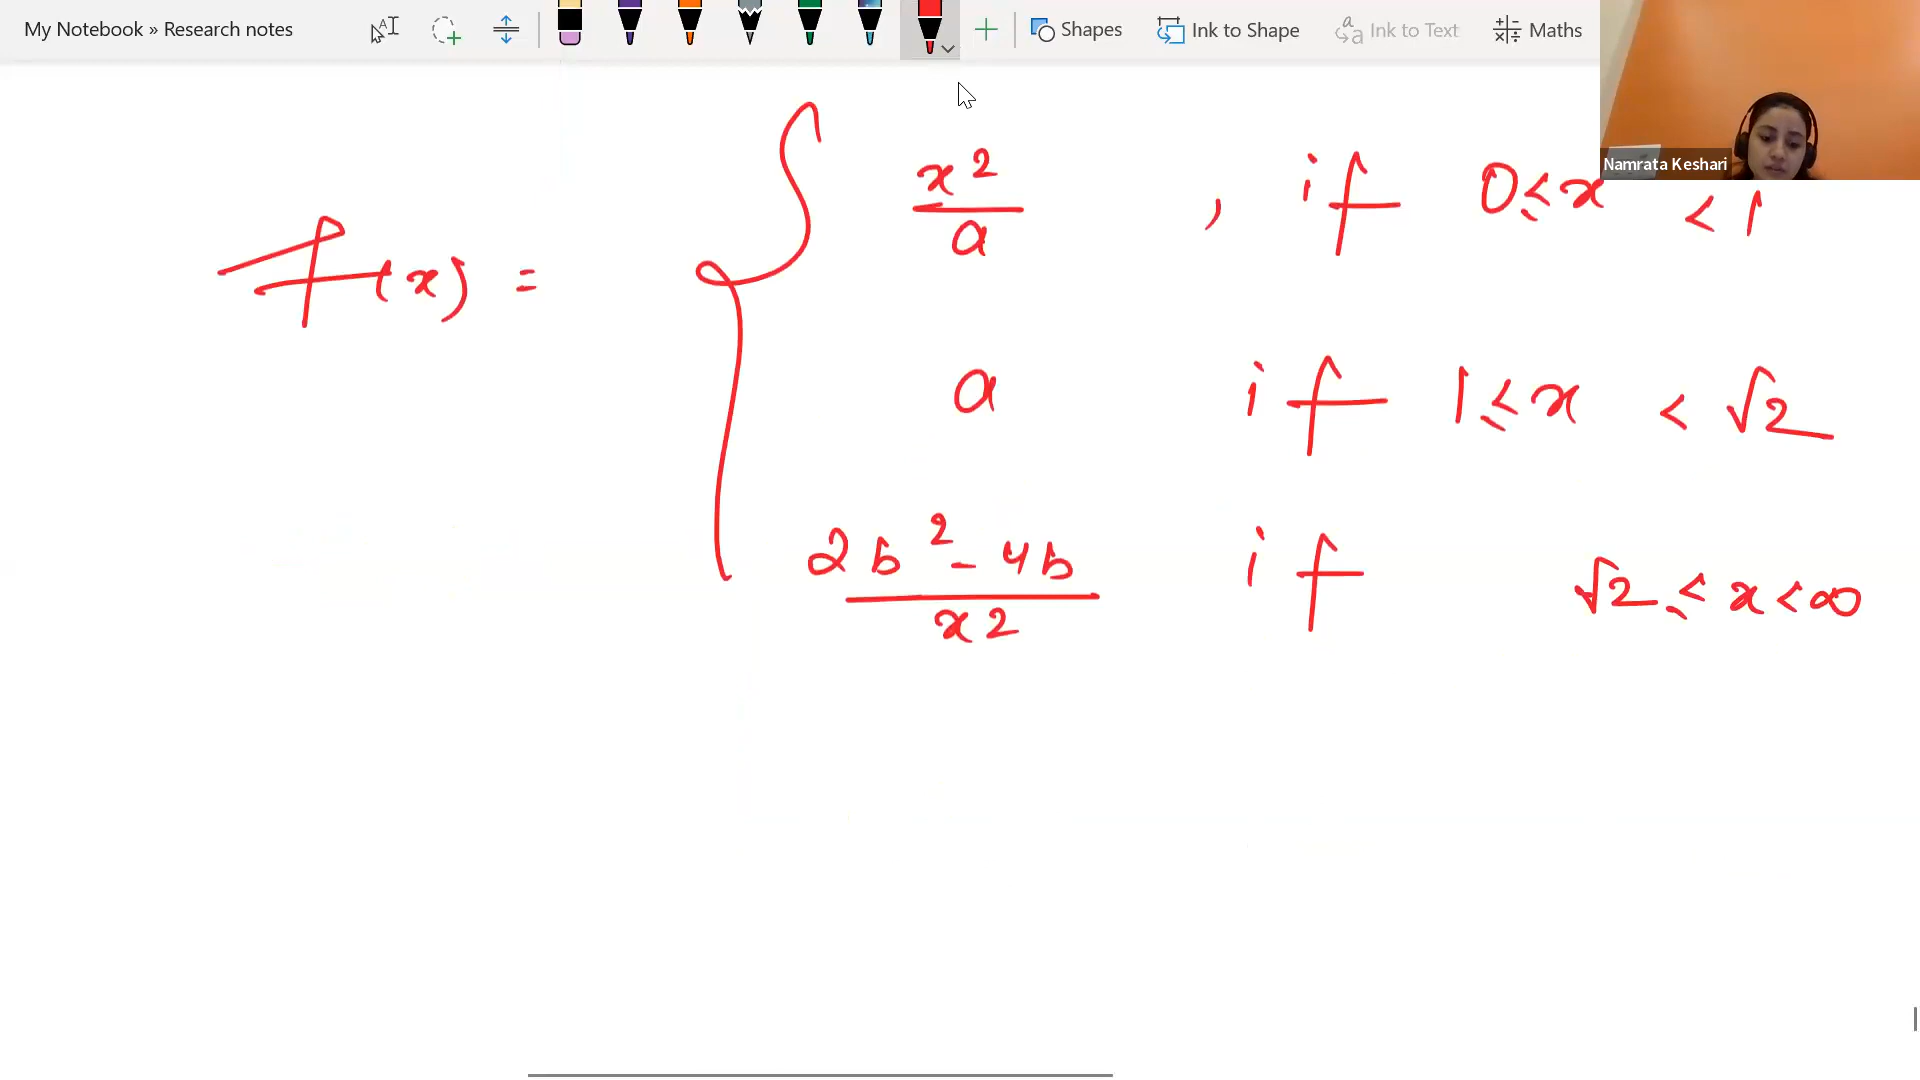 My Notebook » Research notes
Shapes
Ink to Shape
Ink to Text
Maths
Namrata Keshari
f(x) =
x²/a , if 0≤x <1
a if 1≤x < √2
2b²-4b/x2 if √2 ≤ x < ∞